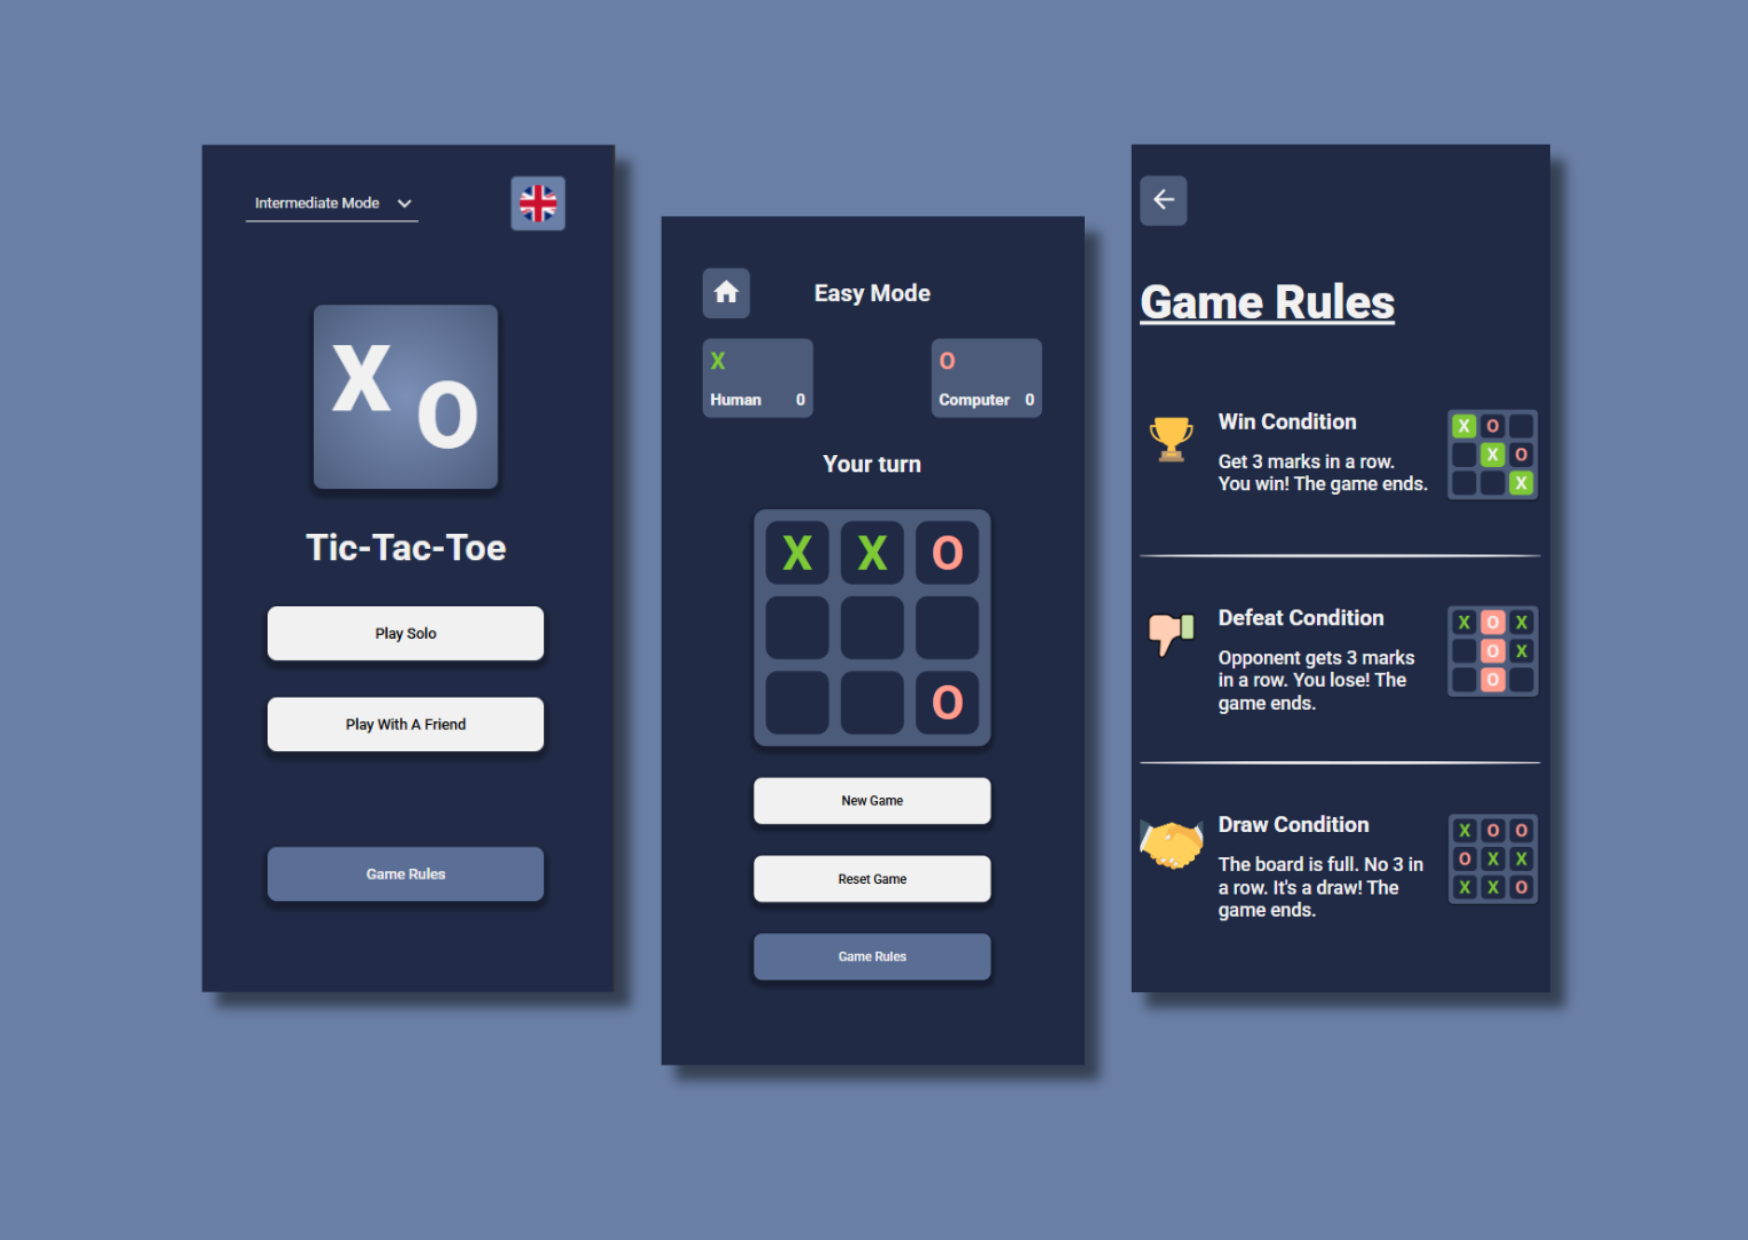 Intermediate Mode
X
O
Tic-Tac-Toe
Play Solo
Play With A Friend
Game Rules
Easy Mode
X
Human 0
O
Computer 0
Your turn
X X O
O
New Game
Reset Game
Game Rules
Game Rules
Win Condition
Get 3 marks in a row.
You win! The game ends.
X O
X O
X
Defeat Condition
Opponent gets 3 marks
in a row. You lose! The
game ends.
X O X
O X
O
Draw Condition
The board is full. No 3 in
a row. It's a draw! The
game ends.
X O O
O X X
X X O